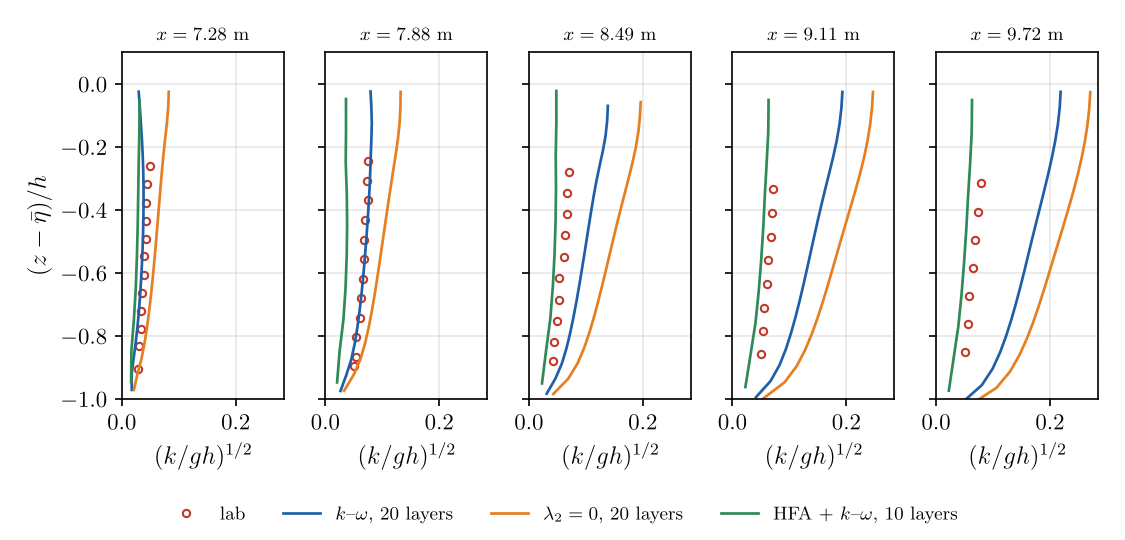 x = 7.28 m
x = 7.88 m
x = 8.49 m
x = 9.11 m
x = 9.72 m
(z − η̄)/h
0.0
−0.2
−0.4
−0.6
−0.8
−1.0
0.0 0.2
0.0 0.2
0.0 0.2
0.0 0.2
0.0 0.2
(k/gh)^{1/2}
(k/gh)^{1/2}
(k/gh)^{1/2}
(k/gh)^{1/2}
(k/gh)^{1/2}
lab
k–ω, 20 layers
λ₂ = 0, 20 layers
HFA + k–ω, 10 layers